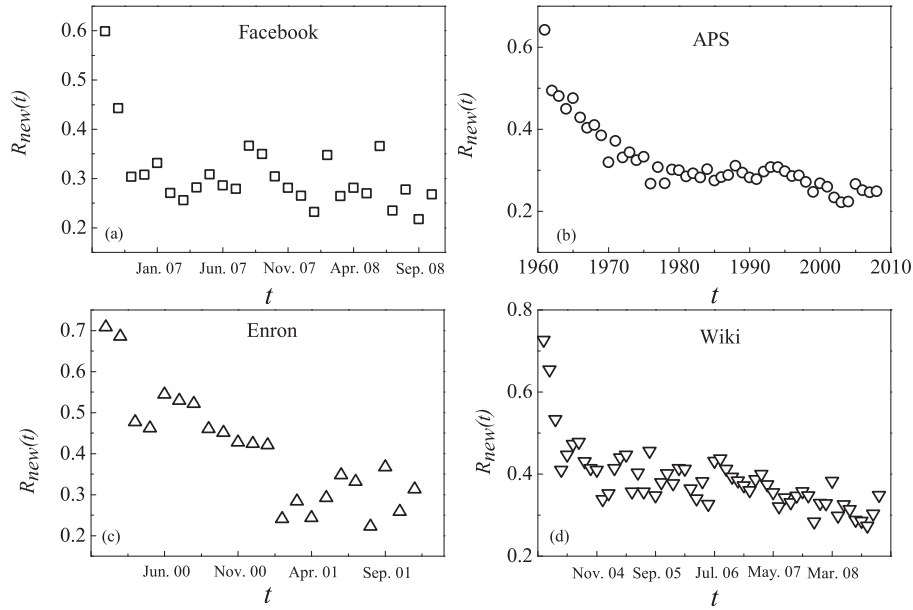 Facebook
0.6
0.5
0.4
0.3
0.2
R_new(t)
(a)
Jan. 07 Jun. 07 Nov. 07 Apr. 08 Sep. 08
t
APS
0.6
0.4
0.2
R_new(t)
(b)
1960 1970 1980 1990 2000 2010
t
Enron
0.7
0.6
0.5
0.4
0.3
0.2
R_new(t)
(c)
Jun. 00 Nov. 00 Apr. 01 Sep. 01
t
Wiki
0.8
0.6
0.4
0.2
R_new(t)
(d)
Nov. 04 Sep. 05 Jul. 06 May. 07 Mar. 08
t